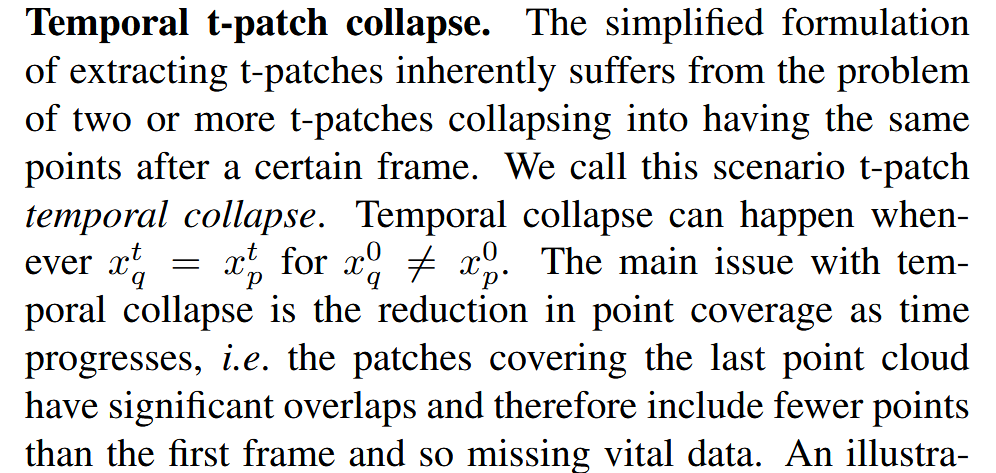 Temporal t-patch collapse. The simplified formulation
of extracting t-patches inherently suffers from the problem
of two or more t-patches collapsing into having the same
points after a certain frame. We call this scenario t-patch
temporal collapse. Temporal collapse can happen when-
ever $x_q^t = x_p^t$ for $x_q^0 \neq x_p^0$. The main issue with tem-
poral collapse is the reduction in point coverage as time
progresses, i.e. the patches covering the last point cloud
have significant overlaps and therefore include fewer points
than the first frame and so missing vital data. An illustra-